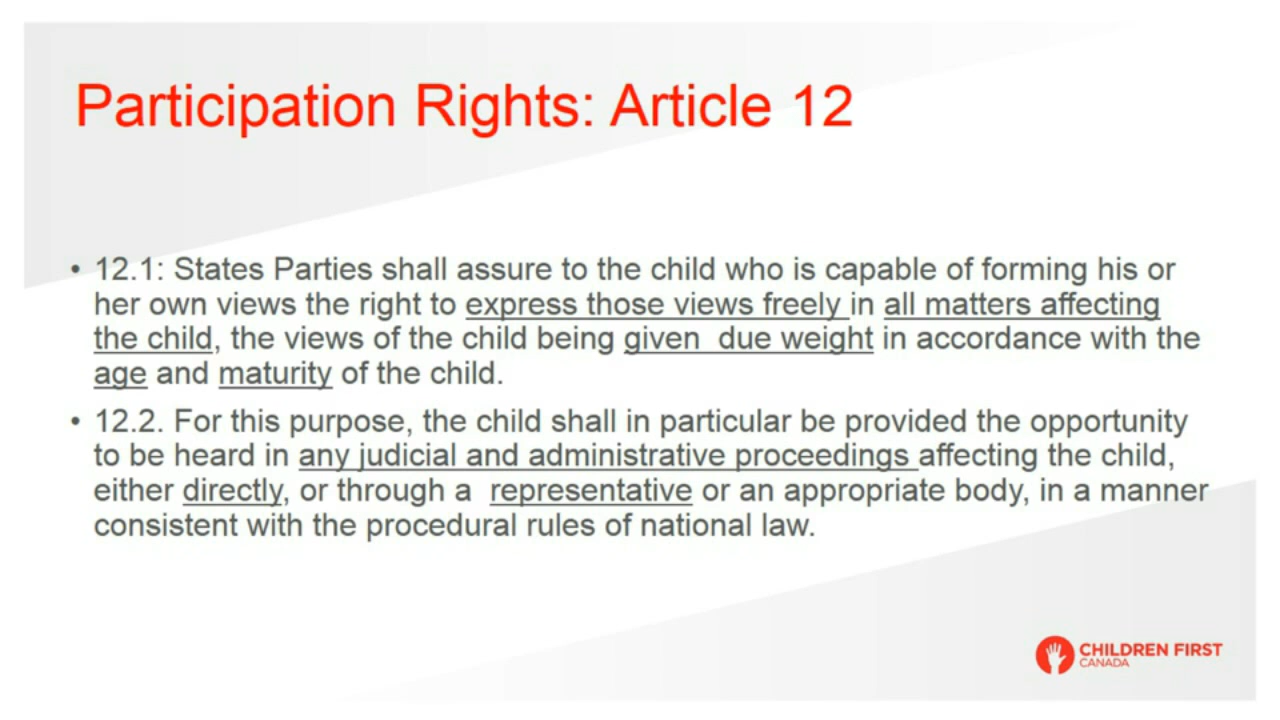 Participation Rights: Article 12
• 12.1: States Parties shall assure to the child who is capable of forming his or
her own views the right to express those views freely in all matters affecting
the child, the views of the child being given  due weight in accordance with the
age and maturity of the child.
• 12.2. For this purpose, the child shall in particular be provided the opportunity
to be heard in any judicial and administrative proceedings affecting the child,
either directly, or through a  representative or an appropriate body, in a manner
consistent with the procedural rules of national law.
CHILDREN FIRST
CANADA